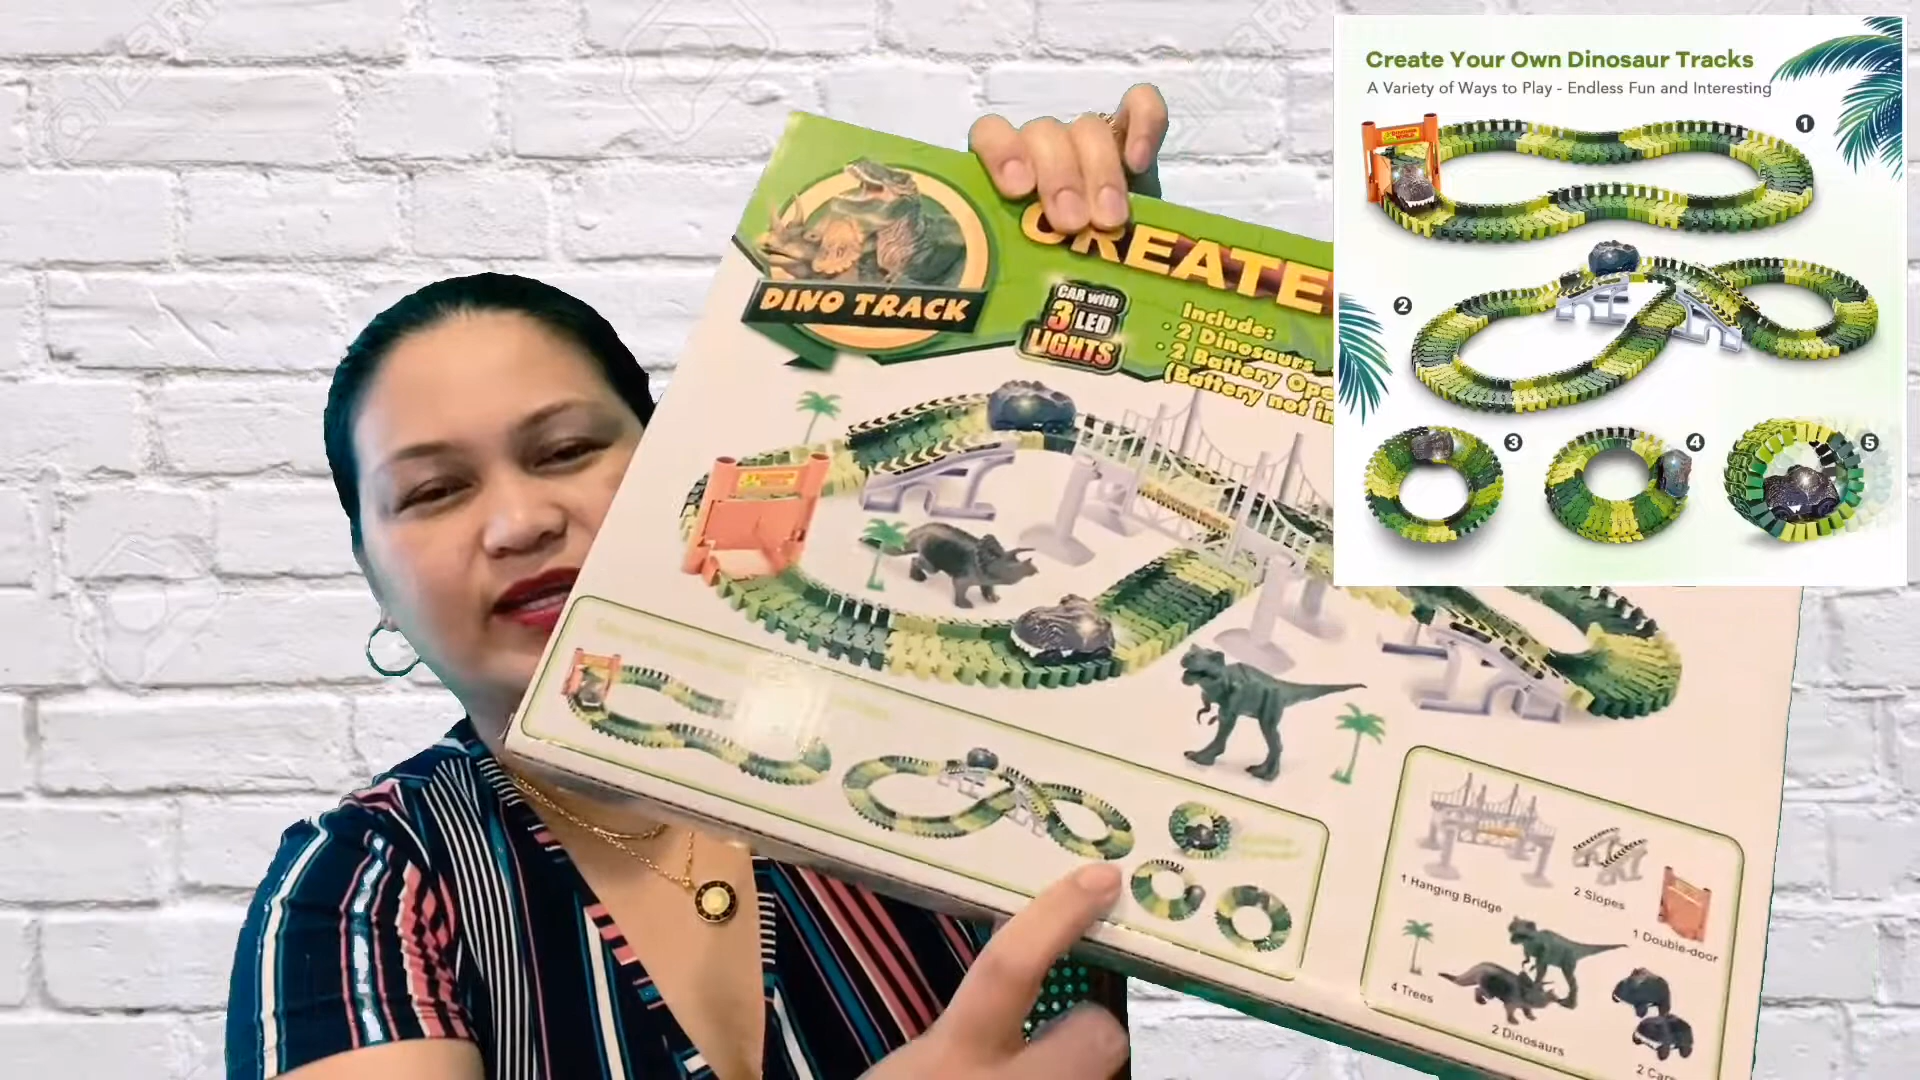 Create Your Own Dinosaur Tracks
A Variety of Ways to Play - Endless Fun and Interesting
1
2
3
4
5
CREATE
DINO TRACK
CAR with
3 LED
LIGHTS
Include:
· 2 Dinosaurs
· 2 Battery Ope
(Battery not in
1 Hanging Bridge
2 Slopes
1 Double-door
4 Trees
2 Dinosaurs
2 Cars